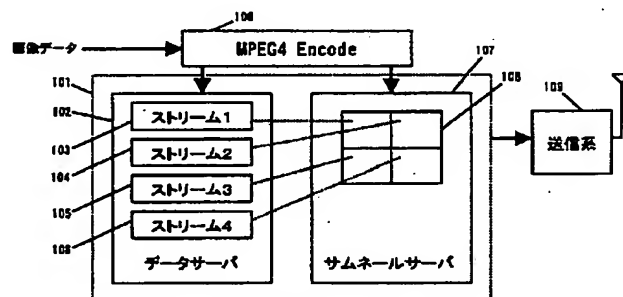 106
画像データ
MPEG4 Encode
107
101
102
108
103
ストリーム1
104
ストリーム2
105
ストリーム3
106
ストリーム4
データサーバ
サムネールサーバ
109
送信系